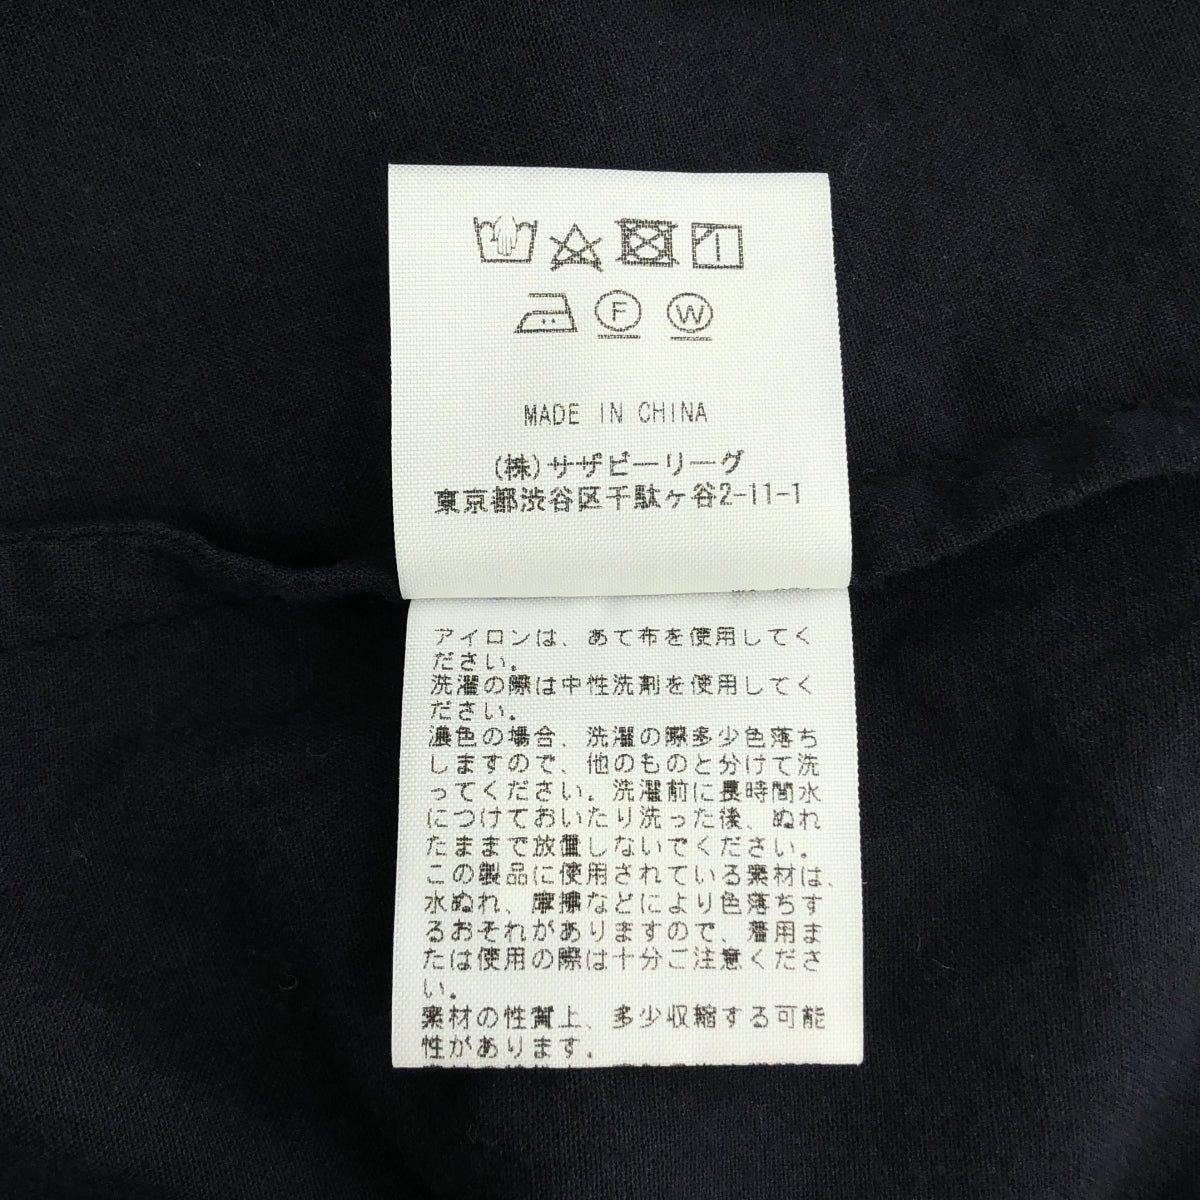 F W
MADE IN CHINA
(株)サザビーリーグ
東京都渋谷区千駄ヶ谷2-11-1
アイロンは、あて布を使用してく
ださい。
洗濯の際は中性洗剤を使用してく
ださい。
濃色の場合、洗濯の際多少色落ち
しますので、他のものと分けて洗
ってください。洗濯前に長時間水
につけておいたり洗った後、ぬれ
たままで放置しないでください。
この製品に使用されている素材は、
水ぬれ、摩擦などにより色落ちす
るおそれがありますので、着用ま
たは使用の際は十分ご注意くださ
い。
素材の性質上、多少収縮する可能
性があります。